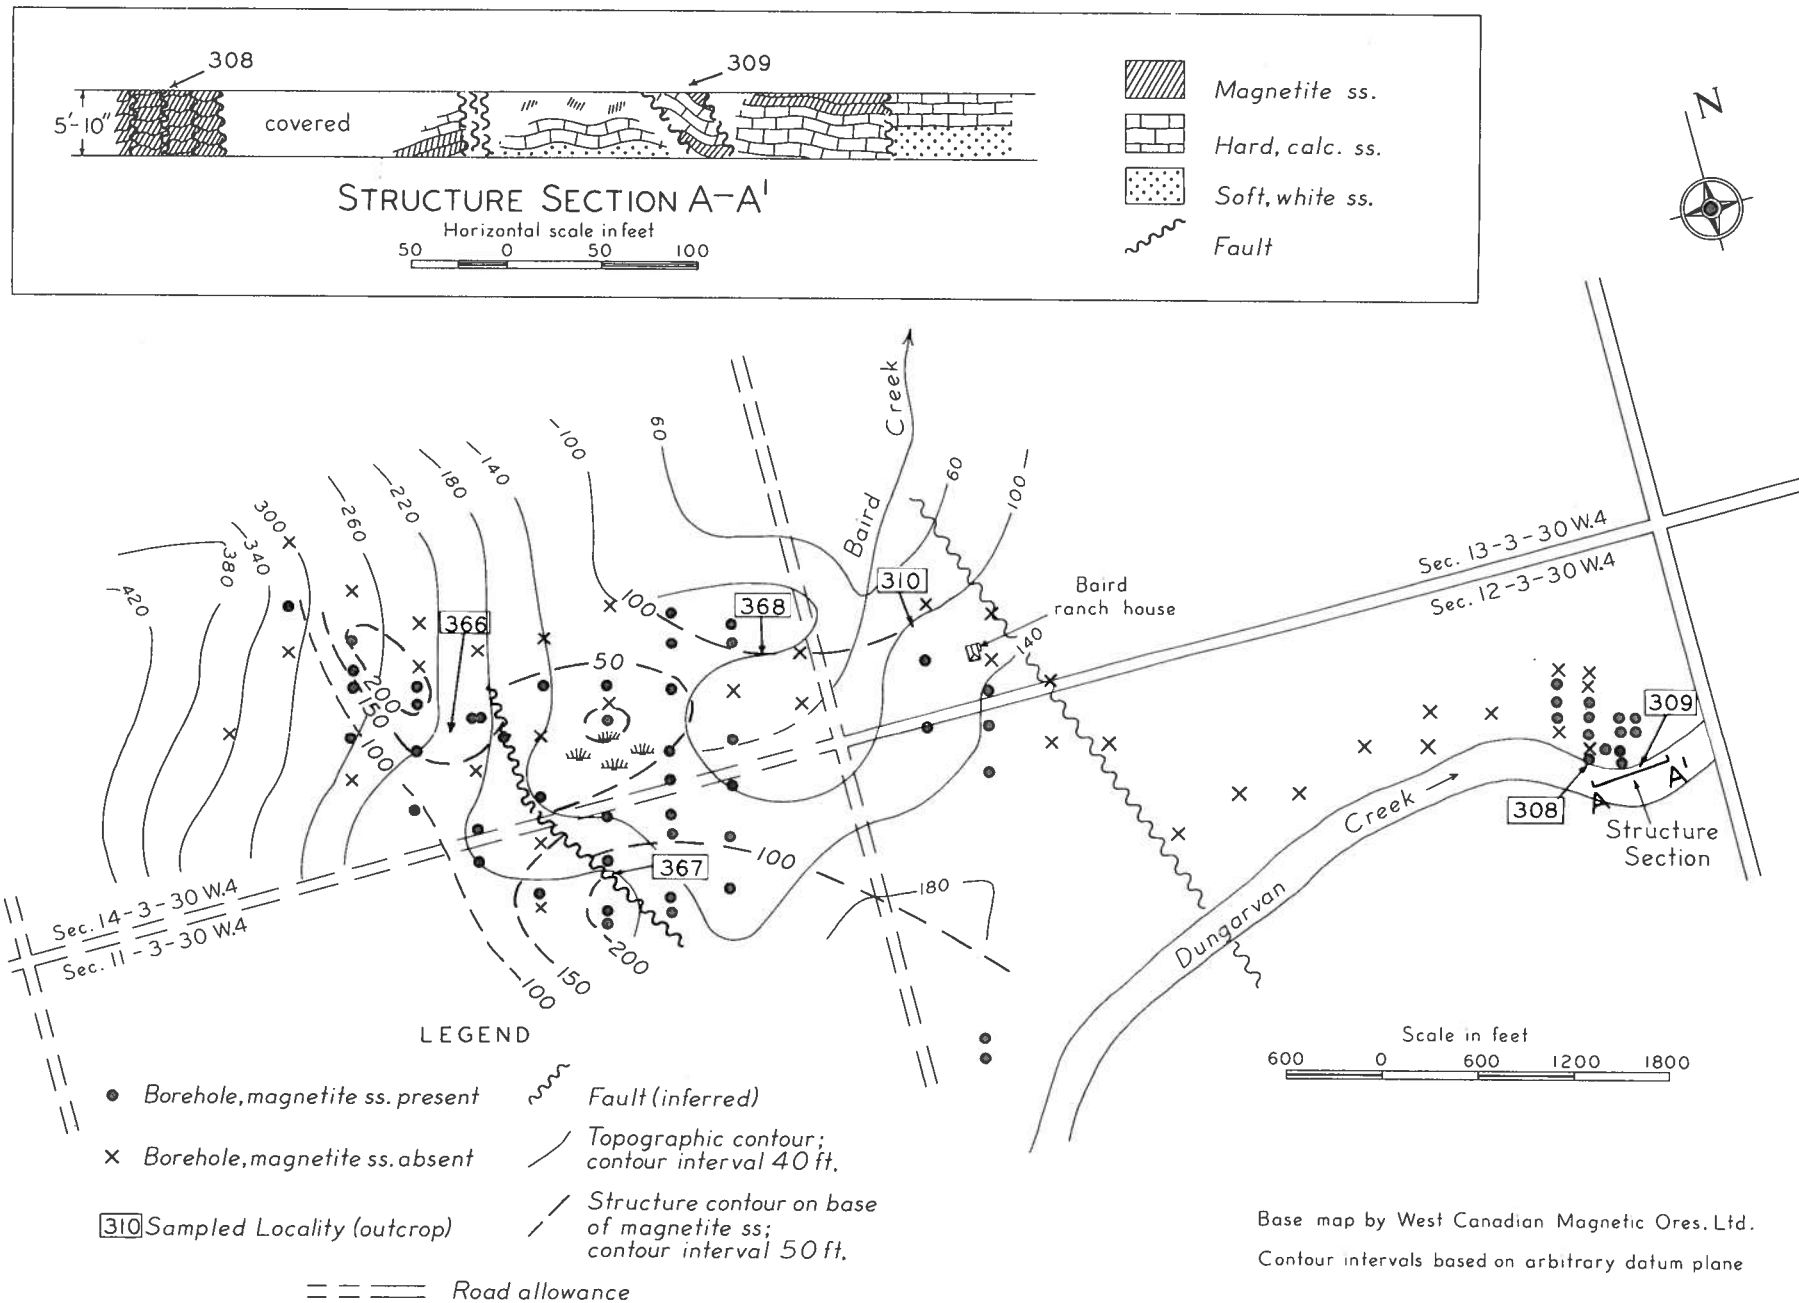 308
309
5'-10"
covered
STRUCTURE SECTION A-A'
Horizontal scale in feet
50 0 50 100
Magnetite ss.
Hard, calc. ss.
Soft, white ss.
Fault
N
Baird Creek
100
60
140
180
220
260
300
340
380
420
60
100
140
310
Baird
ranch house
366
100
368
50
200
150
100
367
100
180
200
150
100
Sec. 13-3-30 W.4
Sec. 12-3-30 W.4
Sec. 14-3-30 W.4
Sec. 11-3-30 W.4
309
308
A A'
Structure
Section
Dungarvan Creek
Scale in feet
600 0 600 1200 1800
LEGEND
Borehole, magnetite ss. present
Borehole, magnetite ss. absent
310 Sampled Locality (outcrop)
Fault (inferred)
Topographic contour;
contour interval 40 ft.
Structure contour on base
of magnetite ss;
contour interval 50 ft.
Road allowance
Base map by West Canadian Magnetic Ores, Ltd.
Contour intervals based on arbitrary datum plane